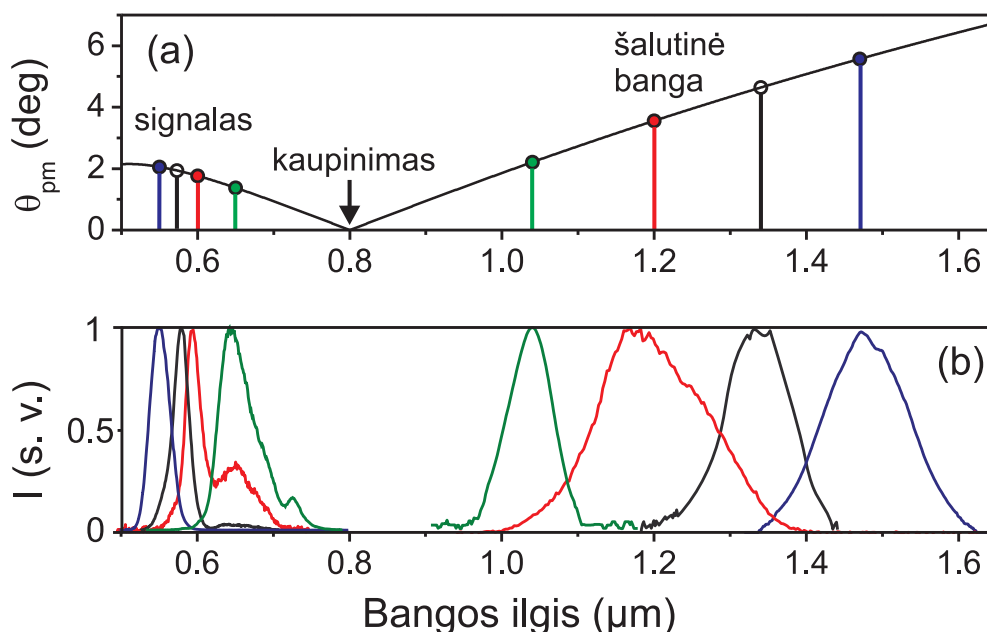 (a)
θpm (deg)
6
4
2
0
signalas
kaupinimas
šalutinė
banga
0.6 0.8 1.0 1.2 1.4 1.6
(b)
I (s. v.)
1
0.5
0
0.6 0.8 1.0 1.2 1.4 1.6
Bangos ilgis (µm)